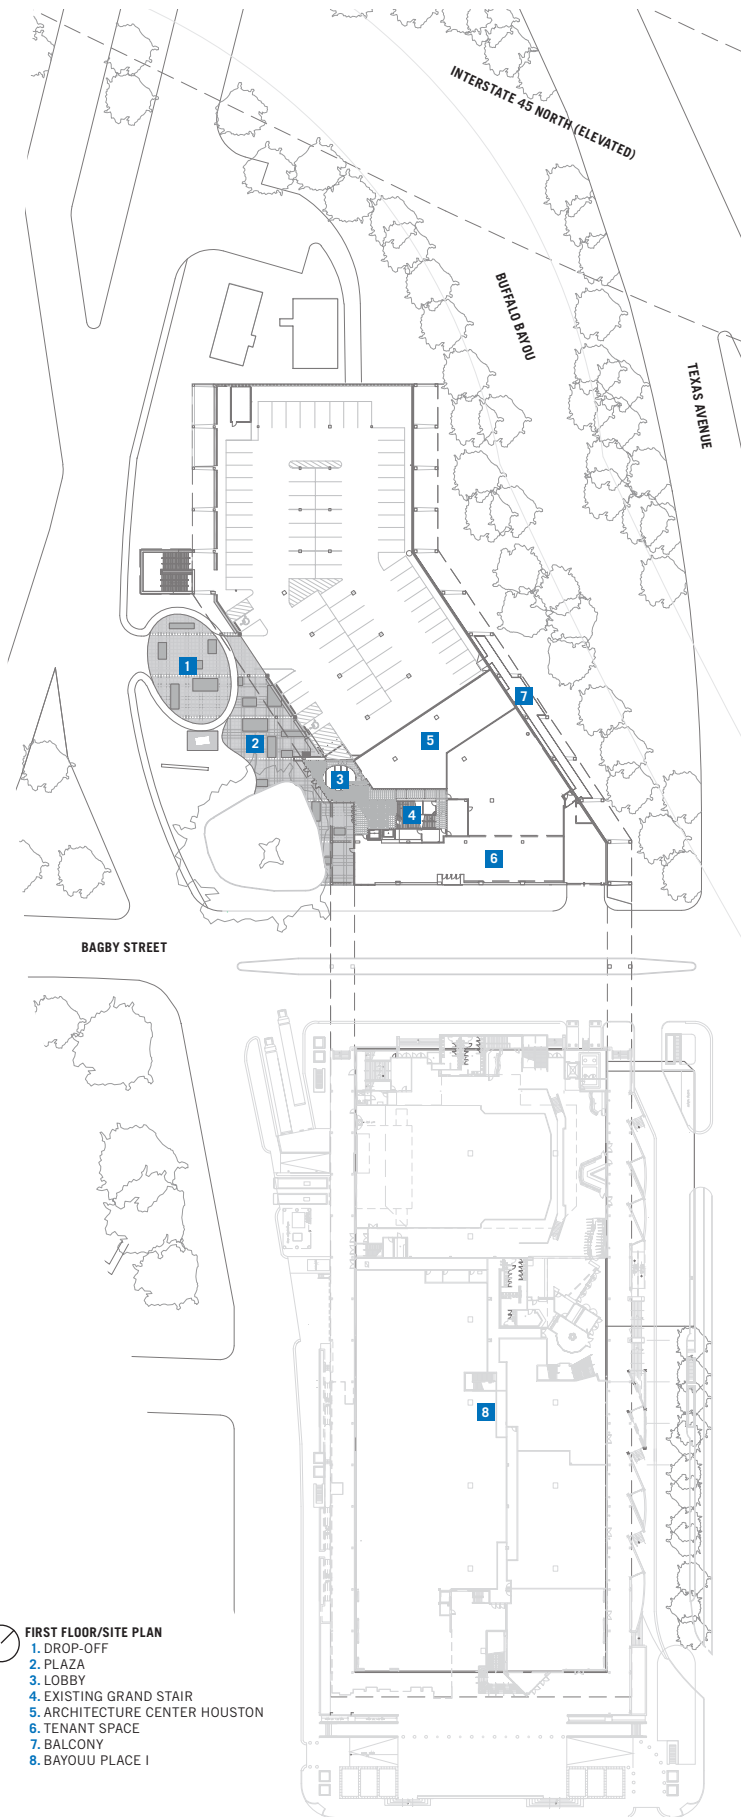 INTERSTATE 45 NORTH (ELEVATED)
BUFFALO BAYOU
TEXAS AVENUE
1
7
5
2
3
4
6
BAGBY STREET
8
FIRST FLOOR/SITE PLAN
1. DROP-OFF
2. PLAZA
3. LOBBY
4. EXISTING GRAND STAIR
5. ARCHITECTURE CENTER HOUSTON
6. TENANT SPACE
7. BALCONY
8. BAYOUU PLACE I